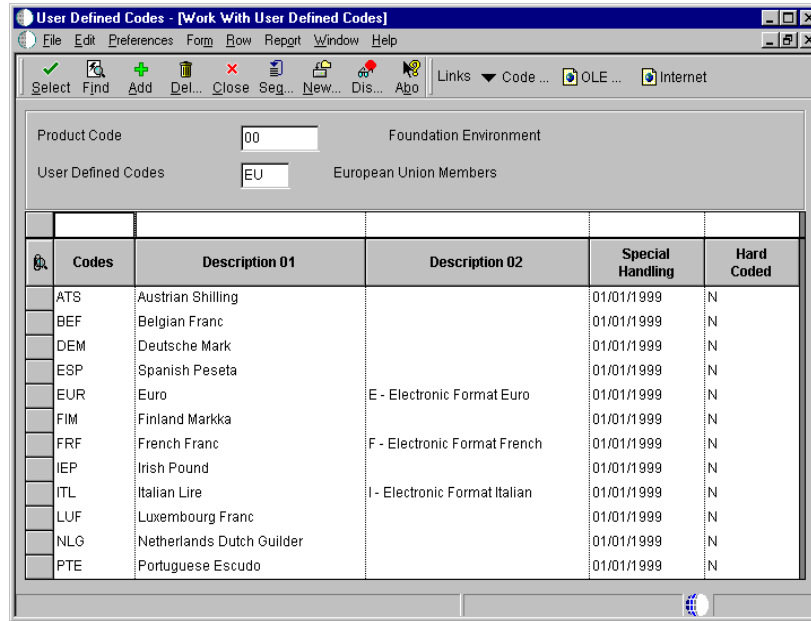 User Defined Codes - [Work With User Defined Codes]
File Edit Preferences Form Row Report Window Help
Select Find Add Del... Close Seq... New... Dis... Abo Links Code ... OLE ... Internet
Product Code 00 Foundation Environment
User Defined Codes EU European Union Members
Codes Description 01 Description 02 Special Handling Hard Coded
ATS Austrian Shilling 01/01/1999 N
BEF Belgian Franc 01/01/1999 N
DEM Deutsche Mark 01/01/1999 N
ESP Spanish Peseta 01/01/1999 N
EUR Euro E - Electronic Format Euro 01/01/1999 N
FIM Finland Markka 01/01/1999 N
FRF French Franc F - Electronic Format French 01/01/1999 N
IEP Irish Pound 01/01/1999 N
ITL Italian Lire I - Electronic Format Italian 01/01/1999 N
LUF Luxembourg Franc 01/01/1999 N
NLG Netherlands Dutch Guilder 01/01/1999 N
PTE Portuguese Escudo 01/01/1999 N